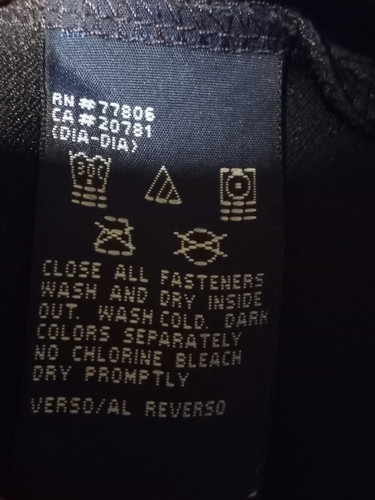 RN #77806
CA #20781
(DIA-DIA)
30C
CLOSE ALL FASTENERS
WASH AND DRY INSIDE
OUT. WASH COLD. DARK
COLORS SEPARATELY
NO CHLORINE BLEACH
DRY PROMPTLY
VERSO/AL REVERSO